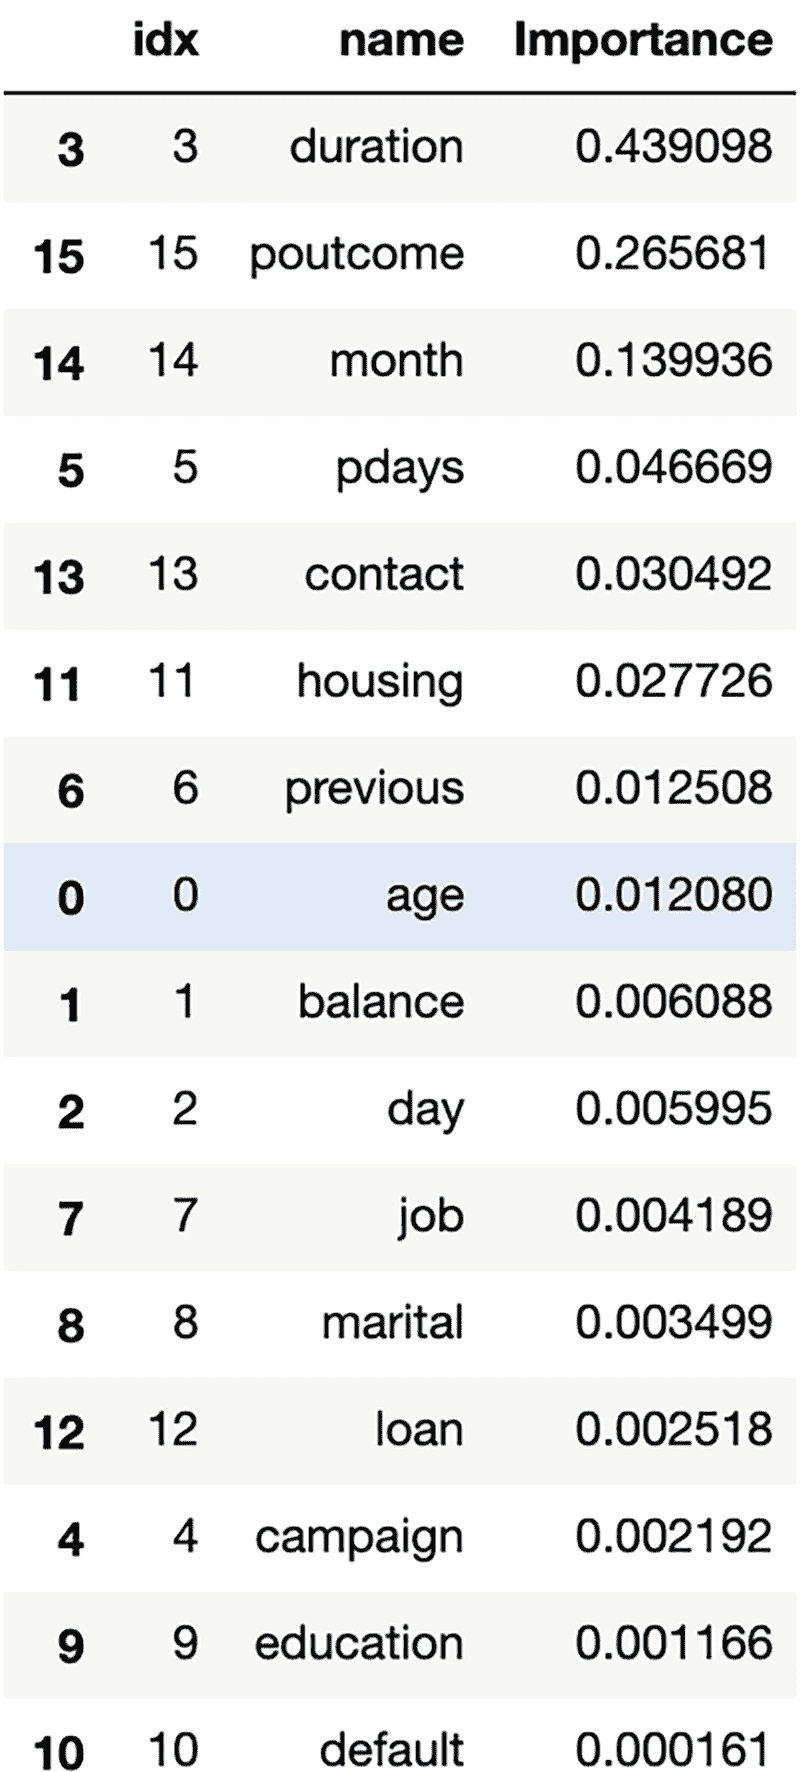 idx name Importance
3 3 duration 0.439098
15 15 poutcome 0.265681
14 14 month 0.139936
5 5 pdays 0.046669
13 13 contact 0.030492
11 11 housing 0.027726
6 6 previous 0.012508
0 0 age 0.012080
1 1 balance 0.006088
2 2 day 0.005995
7 7 job 0.004189
8 8 marital 0.003499
12 12 loan 0.002518
4 4 campaign 0.002192
9 9 education 0.001166
10 10 default 0.000161